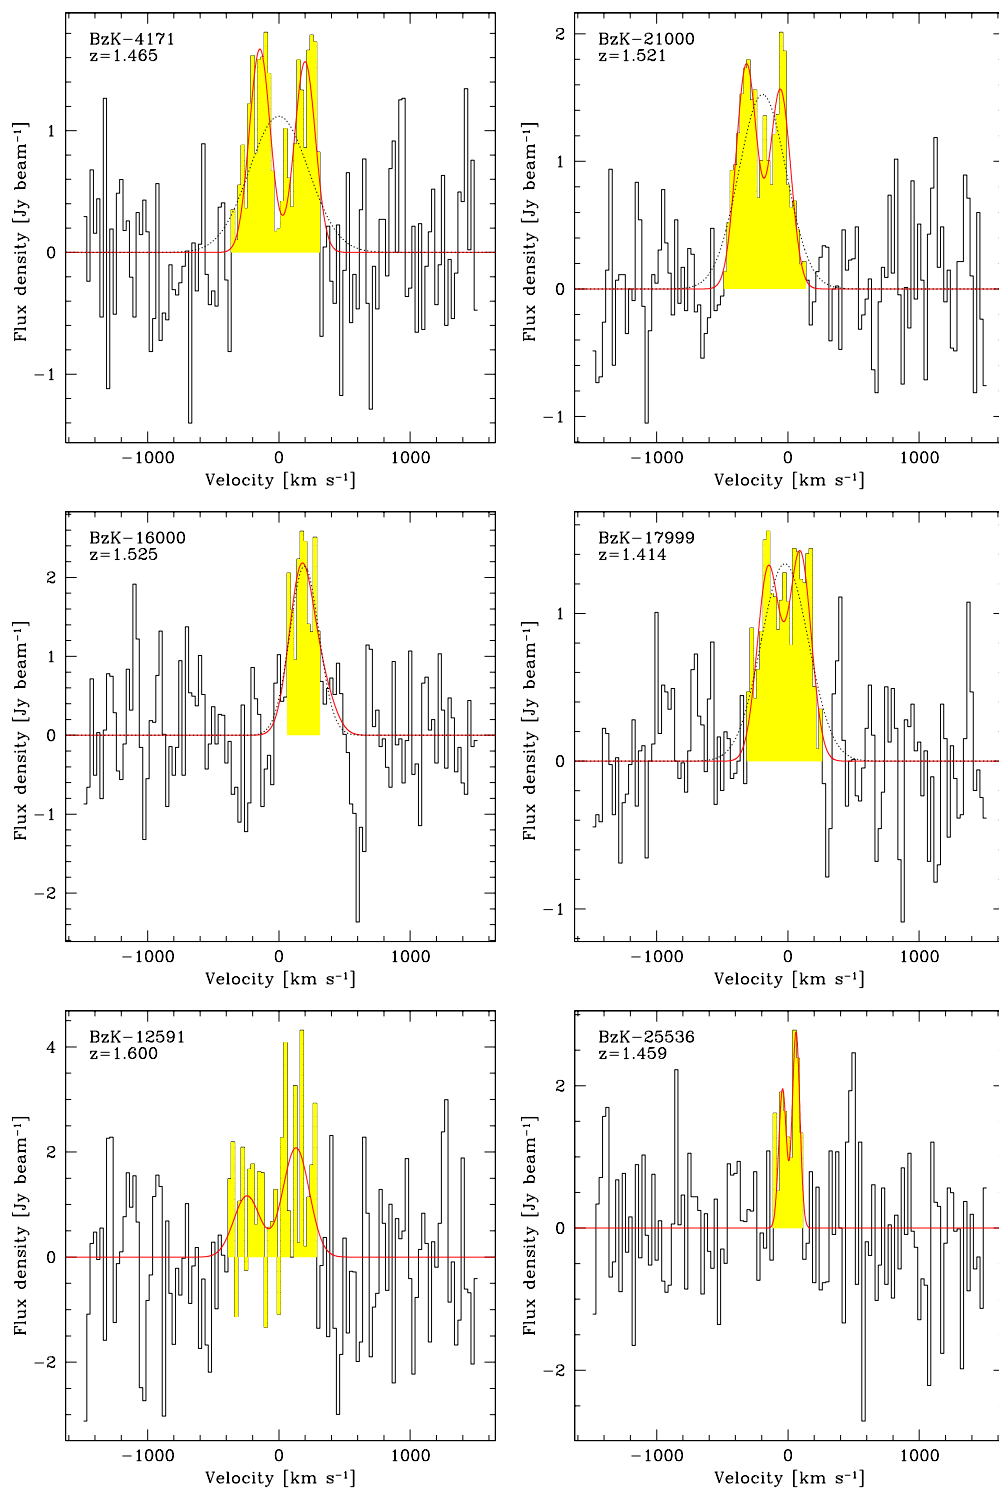 BzK−4171
z=1.465
1
0
−1
Flux density [Jy beam⁻¹]
−1000 0 1000
Velocity [km s⁻¹]
BzK−21000
z=1.521
2
1
0
−1
Flux density [Jy beam⁻¹]
−1000 0 1000
Velocity [km s⁻¹]
BzK−16000
z=1.525
2
1
0
−1
−2
Flux density [Jy beam⁻¹]
−1000 0 1000
Velocity [km s⁻¹]
BzK−17999
z=1.414
1
0
−1
Flux density [Jy beam⁻¹]
−1000 0 1000
Velocity [km s⁻¹]
BzK−12591
z=1.600
4
2
0
−2
Flux density [Jy beam⁻¹]
−1000 0 1000
Velocity [km s⁻¹]
BzK−25536
z=1.459
2
0
−2
Flux density [Jy beam⁻¹]
−1000 0 1000
Velocity [km s⁻¹]